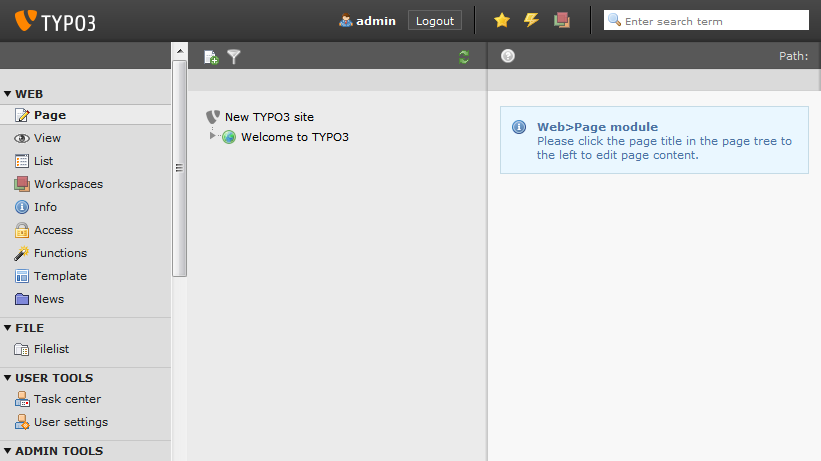 TYPO3
admin
Logout
Enter search term
Path:
WEB
Page
View
List
Workspaces
Info
Access
Functions
Template
News
FILE
Filelist
USER TOOLS
Task center
User settings
ADMIN TOOLS
New TYPO3 site
Welcome to TYPO3
Web>Page module
Please click the page title in the page tree to
the left to edit page content.